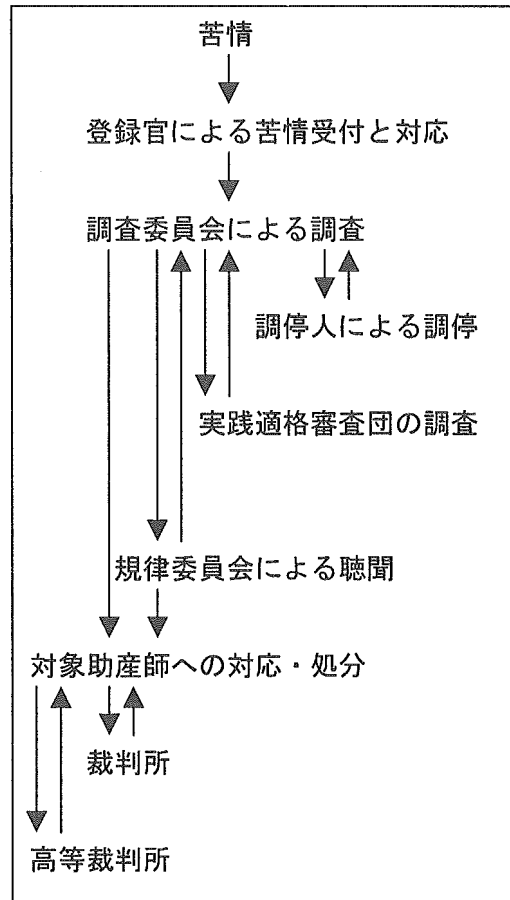 苦情
登録官による苦情受付と対応
調査委員会による調査
調停人による調停
実践適格審査団の調査
規律委員会による聴聞
対象助産師への対応・処分
裁判所
高等裁判所